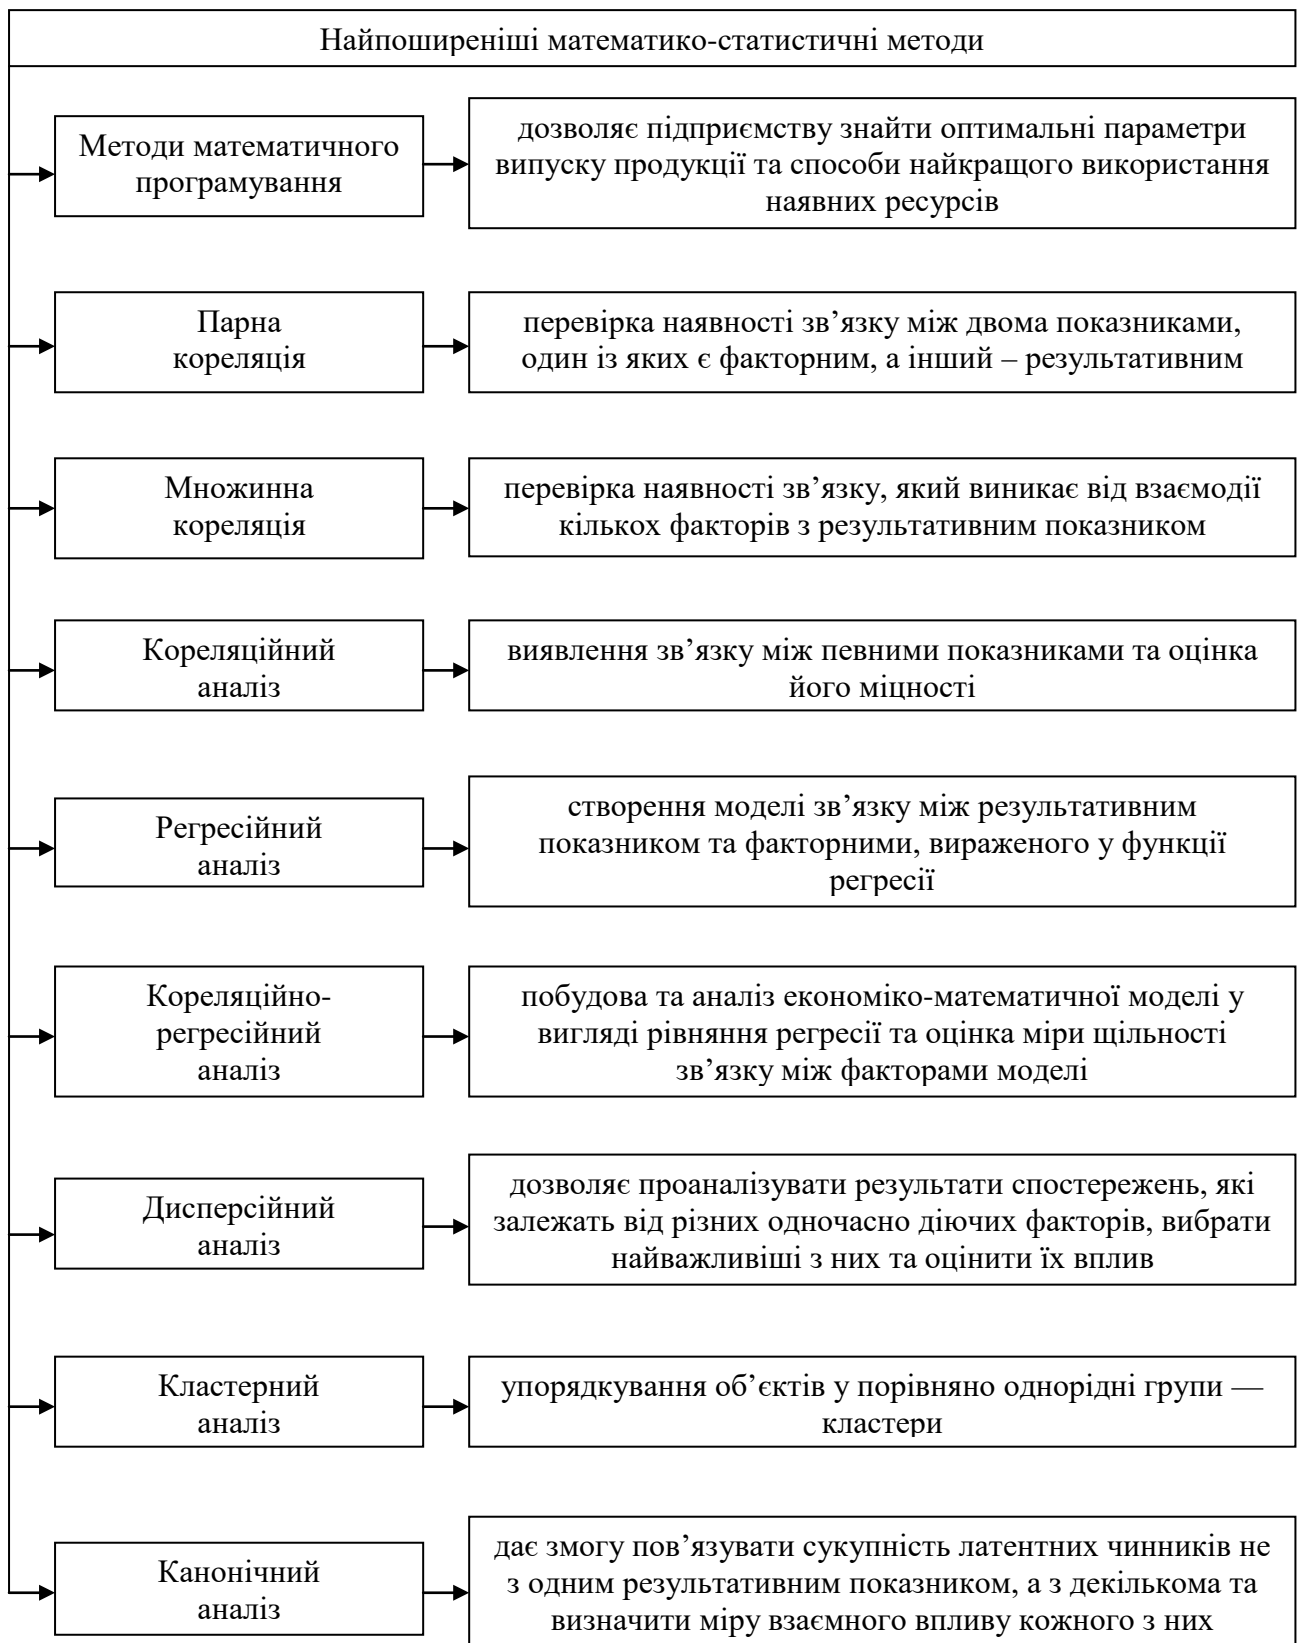 Найпоширеніші математико-статистичні методи
Методи математичного
програмування
дозволяє підприємству знайти оптимальні параметри
випуску продукції та способи найкращого використання
наявних ресурсів
Парна
кореляція
перевірка наявності зв’язку між двома показниками,
один із яких є факторним, а інший – результативним
Множинна
кореляція
перевірка наявності зв’язку, який виникає від взаємодії
кількох факторів з результативним показником
Кореляційний
аналіз
виявлення зв’язку між певними показниками та оцінка
його міцності
Регресійний
аналіз
створення моделі зв’язку між результативним
показником та факторними, вираженого у функції
регресії
Кореляційно-
регресійний
аналіз
побудова та аналіз економіко-математичної моделі у
вигляді рівняння регресії та оцінка міри щільності
зв’язку між факторами моделі
Дисперсійний
аналіз
дозволяє проаналізувати результати спостережень, які
залежать від різних одночасно діючих факторів, вибрати
найважливіші з них та оцінити їх вплив
Кластерний
аналіз
упорядкування об’єктів у порівняно однорідні групи —
кластери
Канонічний
аналіз
дає змогу пов’язувати сукупність латентних чинників не
з одним результативним показником, а з декількома та
визначити міру взаємного впливу кожного з них